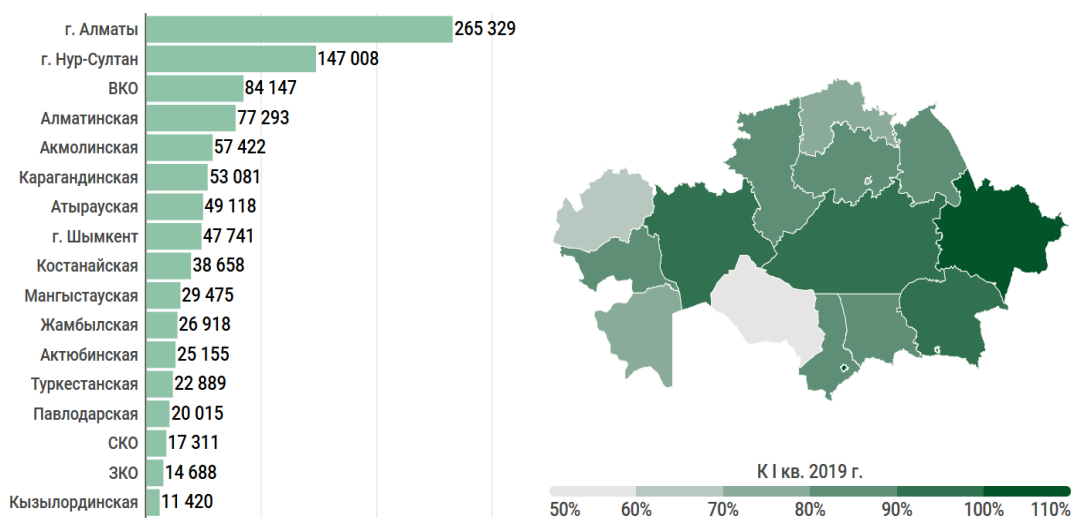 г. Алматы 265 329
г. Нур-Султан 147 008
ВКО 84 147
Алматинская 77 293
Акмолинская 57 422
Карагандинская 53 081
Атырауская 49 118
г. Шымкент 47 741
Костанайская 38 658
Мангыстауская 29 475
Жамбылская 26 918
Актюбинская 25 155
Туркестанская 22 889
Павлодарская 20 015
СКО 17 311
ЗКО 14 688
Кызылординская 11 420
К I кв. 2019 г.
50% 60% 70% 80% 90% 100% 110%